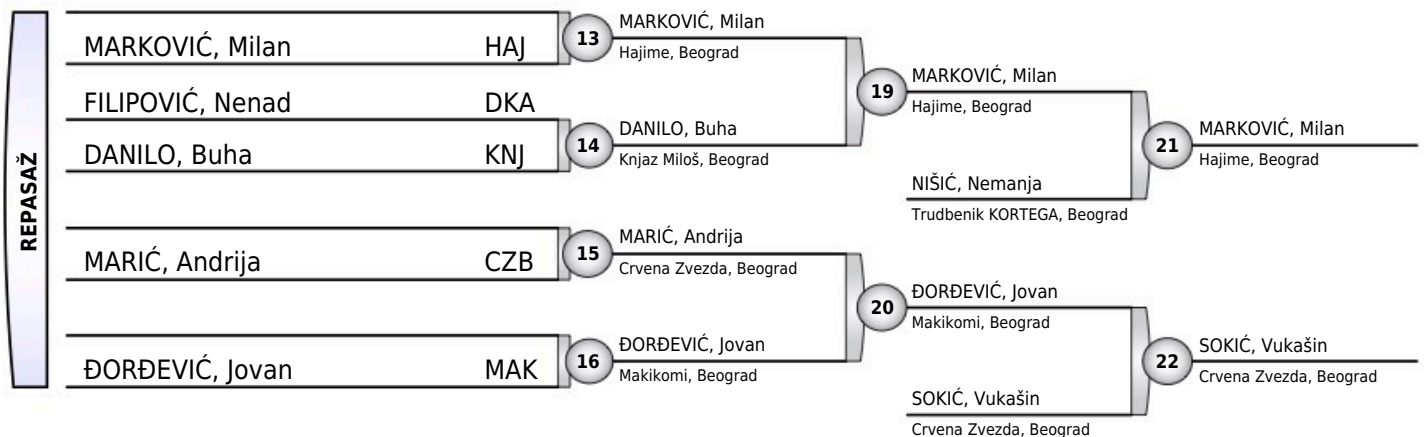 REPASAŽ
MARKOVIĆ, Milan HAJ
FILIPOVIĆ, Nenad DKA
DANILO, Buha KNJ
MARIĆ, Andrija CZB
ĐORĐEVIĆ, Jovan MAK
13
MARKOVIĆ, Milan
Hajime, Beograd
14
DANILO, Buha
Knjaz Miloš, Beograd
15
MARIĆ, Andrija
Crvena Zvezda, Beograd
16
ĐORĐEVIĆ, Jovan
Makikomi, Beograd
19
MARKOVIĆ, Milan
Hajime, Beograd
NIŠIĆ, Nemanja
Trudbenik KORTEGA, Beograd
20
ĐORĐEVIĆ, Jovan
Makikomi, Beograd
SOKIĆ, Vukašin
Crvena Zvezda, Beograd
21
MARKOVIĆ, Milan
Hajime, Beograd
22
SOKIĆ, Vukašin
Crvena Zvezda, Beograd